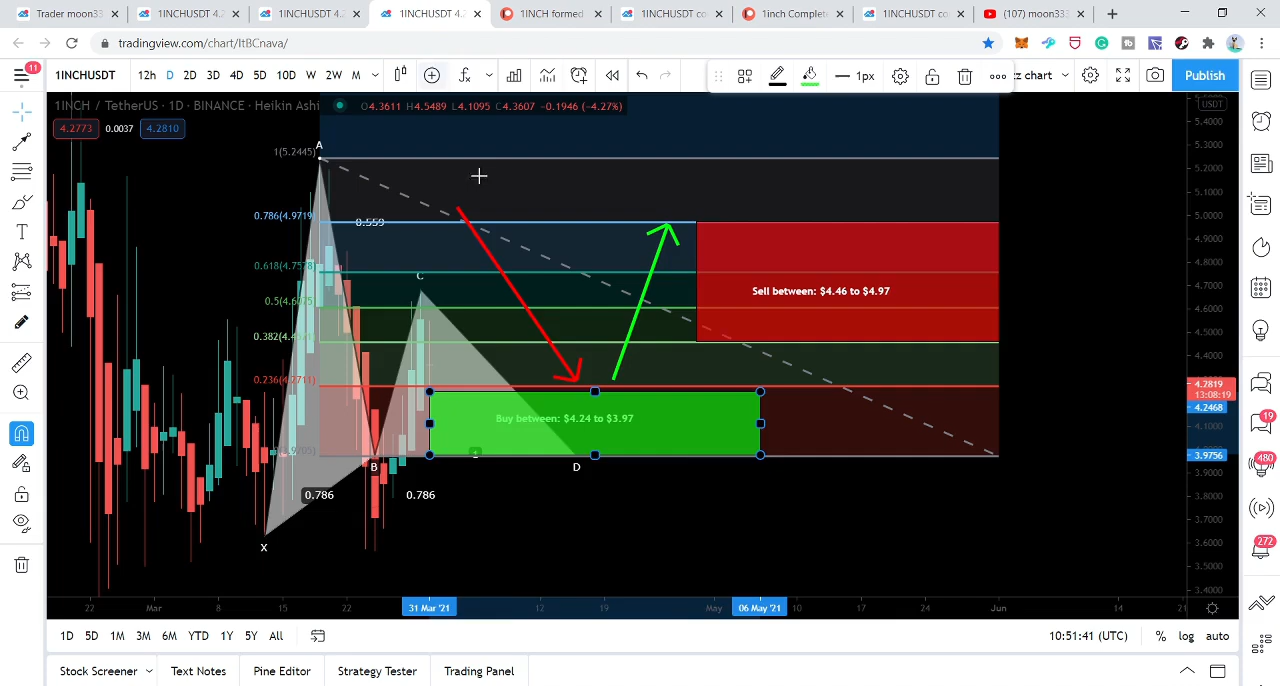 Trader moon33
1INCHUSDT 4.2
1INCHUSDT 4.2
1INCHUSDT 4.2
1INCH formed
1INCHUSDT co
1inch Complete
1INCHUSDT co
(107) moon333
tradingview.com/chart/ItBCnava/
11
1INCHUSDT
12h D 2D 3D 4D 5D 10D W 2W M
1px
z chart
Publish
1INCH / TetherUS · 1D · BINANCE · Heikin Ashi
O4.3611 H4.5489 L4.1095 C4.3607 −0.1946 (−4.27%)
USDT
4.2773 0.0037 4.2810
5.4000
5.3000
5.2000
5.1000
5.0000
4.9000
4.8000
4.7000
4.6000
4.5000
4.4000
4.2819
13:08:19
4.2468
4.1000
3.9756
3.9000
3.8000
3.7000
3.6000
3.5000
3.4000
A
1(5.2445)
0.786(4.9719)
0.559
0.618(4.7578)
C
0.5(4.6075)
Sell between: $4.46 to $4.97
0.236(4.2711)
Buy between: $4.24 to $3.97
B
D
0.786
0.786
X
19
480
272
22 Mar 8 15 22 31 Mar '21 12 19 May 06 May '21 10 17 24 Jun 14 21
1D 5D 1M 3M 6M YTD 1Y 5Y All
10:51:41 (UTC) % log auto
Stock Screener Text Notes Pine Editor Strategy Tester Trading Panel